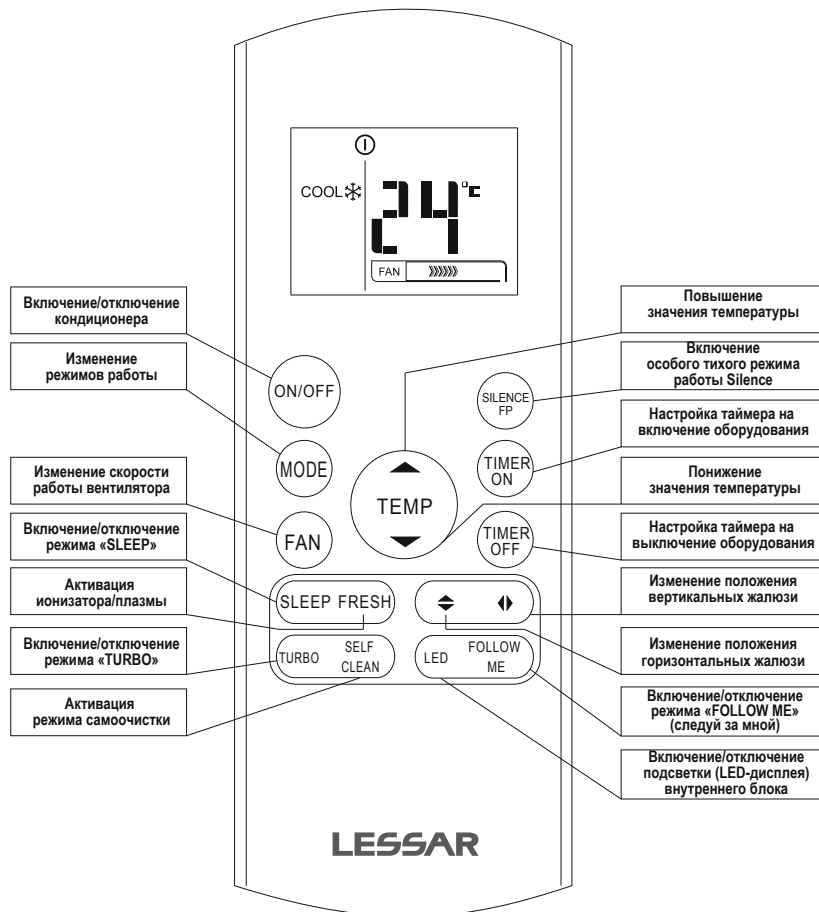 COOL
24°C
FAN
Включение/отключение
кондиционера
Изменение
режимов работы
Изменение скорости
работы вентилятора
Включение/отключение
режима «SLEEP»
Активация
ионизатора/плазмы
Включение/отключение
режима «TURBO»
Активация
режима самоочистки
ON/OFF
MODE
FAN
TEMP
SILENCE
FP
TIMER
ON
TIMER
OFF
SLEEP FRESH
TURBO
SELF
CLEAN
LED
FOLLOW
ME
Повышение
значения температуры
Включение
особого тихого режима
работы Silence
Настройка таймера на
включение оборудования
Понижение
значения температуры
Настройка таймера на
выключение оборудования
Изменение положения
вертикальных жалюзи
Изменение положения
горизонтальных жалюзи
Включение/отключение
режима «FOLLOW ME»
(следуй за мной)
Включение/отключение
подсветки (LED-дисплея)
внутреннего блока
LESSAR